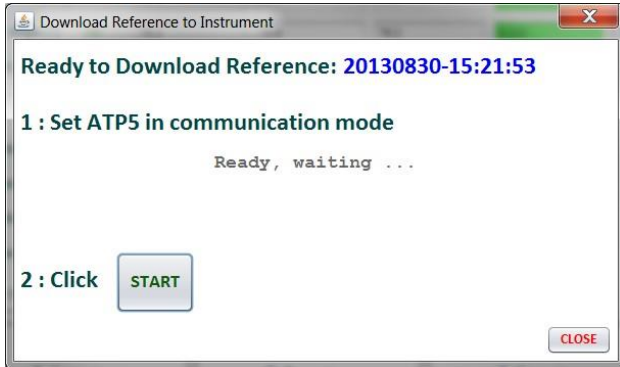 Download Reference to Instrument
Ready to Download Reference: 20130830-15:21:53
1 : Set ATP5 in communication mode
Ready, waiting ...
2 : Click START
CLOSE